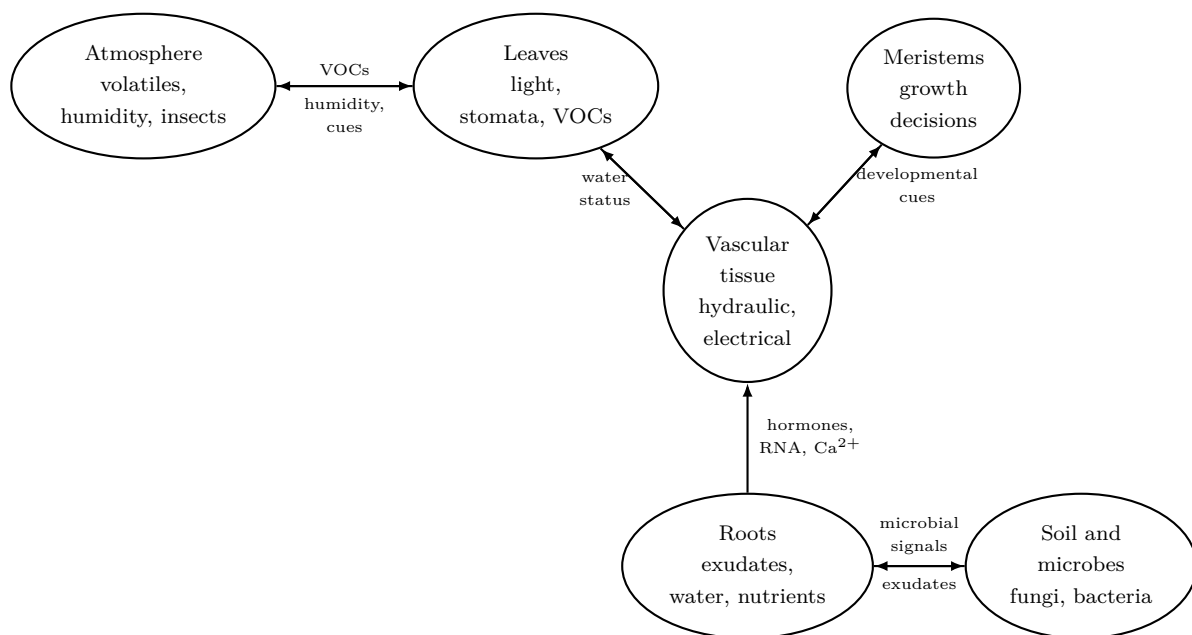 Atmosphere
volatiles,
humidity, insects
VOCs
humidity,
cues
Leaves
light,
stomata, VOCs
Meristems
growth
decisions
water
status
developmental
cues
Vascular
tissue
hydraulic,
electrical
hormones,
RNA, Ca²⁺
Roots
exudates,
water, nutrients
microbial
signals
exudates
Soil and
microbes
fungi, bacteria